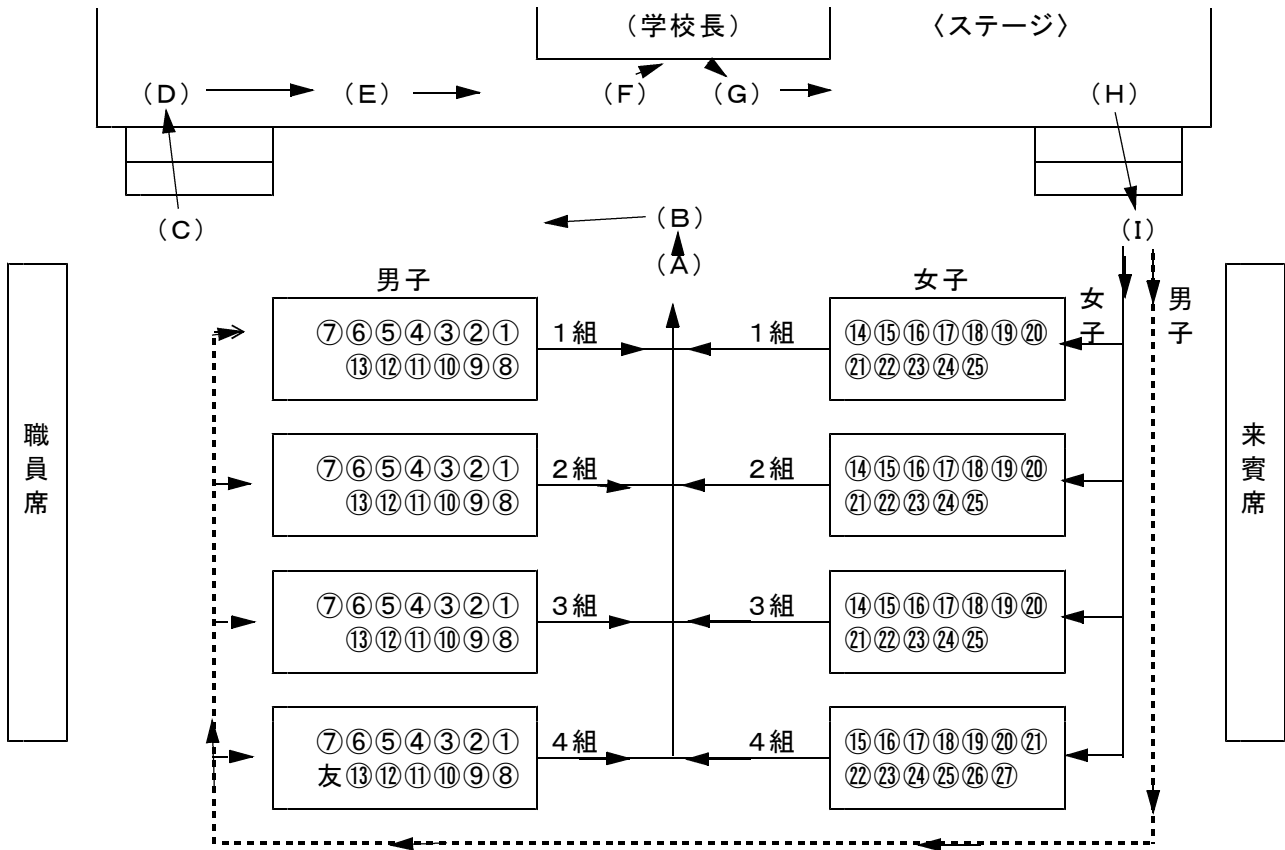 （学校長）
〈ステージ〉
（D）
（E）
（F）
（G）
（H）
（C）
（B）
（A）
（I）
男子
女子
女子
男子
⑦⑥⑤④③②①
⑬⑫⑪⑩⑨⑧
1組
1組
⑭⑮⑯⑰⑱⑲⑳
㉑㉒㉓㉔㉕
⑦⑥⑤④③②①
⑬⑫⑪⑩⑨⑧
2組
2組
⑭⑮⑯⑰⑱⑲⑳
㉑㉒㉓㉔㉕
⑦⑥⑤④③②①
⑬⑫⑪⑩⑨⑧
3組
3組
⑭⑮⑯⑰⑱⑲⑳
㉑㉒㉓㉔㉕
⑦⑥⑤④③②①
友⑬⑫⑪⑩⑨⑧
4組
4組
⑮⑯⑰⑱⑲⑳㉑
㉒㉓㉔㉕㉖㉗
職員席
来賓席